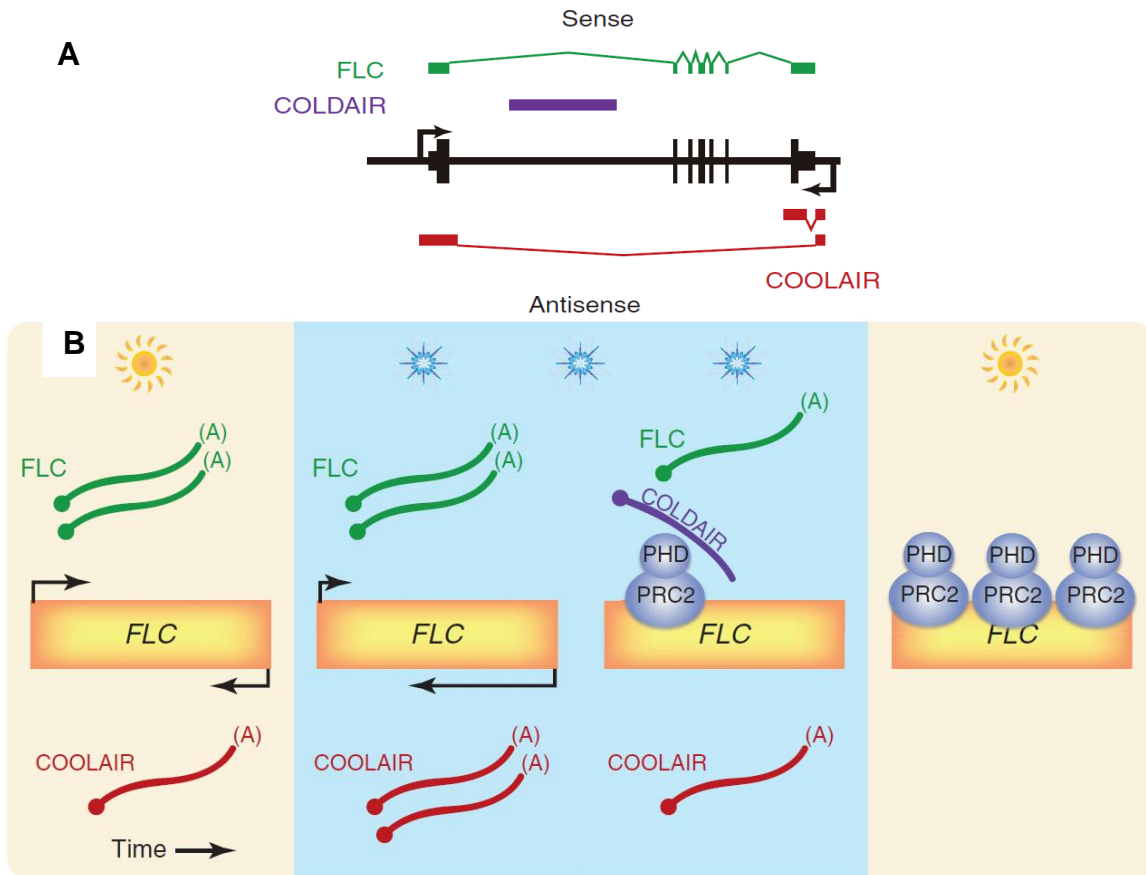 Sense
A
FLC
COLDAIR
COOLAIR
Antisense
B
(A)
(A)
FLC
FLC
COOLAIR
(A)
Time
(A)
(A)
FLC
FLC
COOLAIR
(A)
(A)
(A)
FLC
COLDAIR
PHD
PRC2
FLC
COOLAIR
(A)
PHD PHD PHD
PRC2 PRC2 PRC2
FLC